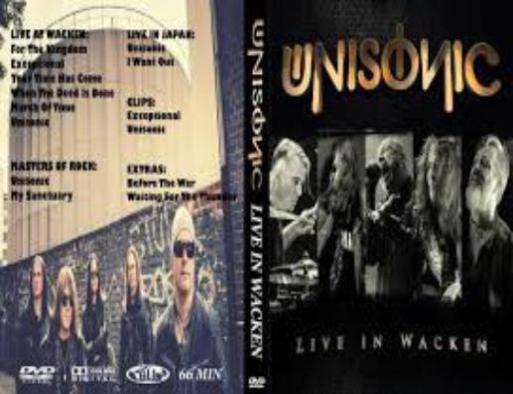 LIVE AT WACKEN:
For The Kingdom
Exceptional
Your Time Has Come
When The Deed is Done
March Of Time
Unisonic
MASTERS OF ROCK:
Unisonic
My Sanctuary
LIVE IN JAPAN:
Unisonic
I Want Out
CLIPS:
Exceptional
Unisonic
EXTRAS:
Before The War
Waiting For The Thunder
DVD
DIGITAL
66 MIN
UNISONIC LIVE IN WACKEN
DVD
UNISONIC
LIVE IN WACKEN